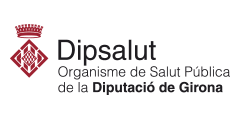 Dipsalut
Organisme de Salut Pública
de la Diputació de Girona